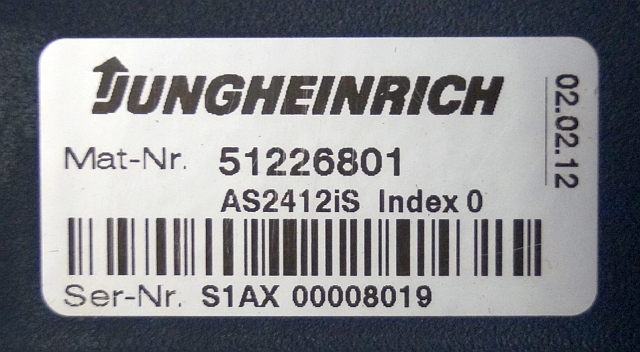 JUNGHEINRICH
Mat-Nr. 51226801
AS2412iS Index 0
Ser-Nr. S1AX 00008019
02.02.12